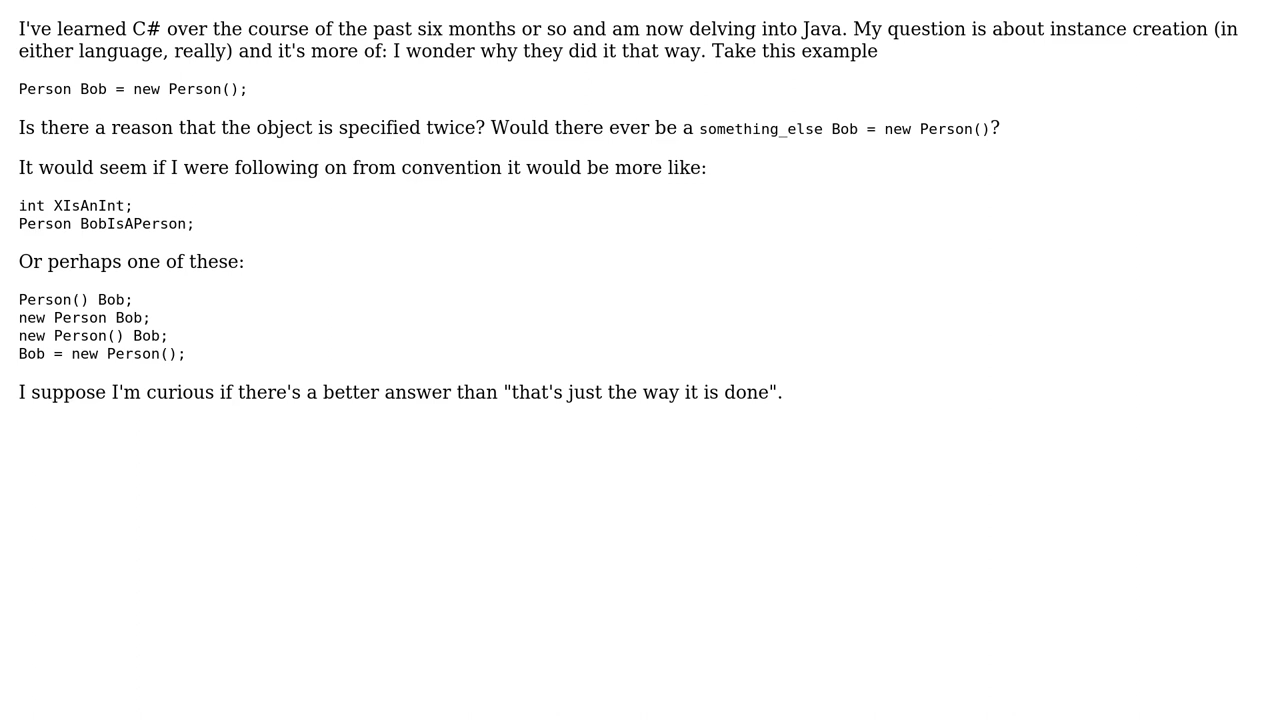 I've learned C# over the course of the past six months or so and am now delving into Java. My question is about instance creation (in
either language, really) and it's more of: I wonder why they did it that way. Take this example
Person Bob = new Person();
Is there a reason that the object is specified twice? Would there ever be a something_else Bob = new Person()?
It would seem if I were following on from convention it would be more like:
int XIsAnInt;
Person BobIsAPerson;
Or perhaps one of these:
Person() Bob;
new Person Bob;
new Person() Bob;
Bob = new Person();
I suppose I'm curious if there's a better answer than "that's just the way it is done".